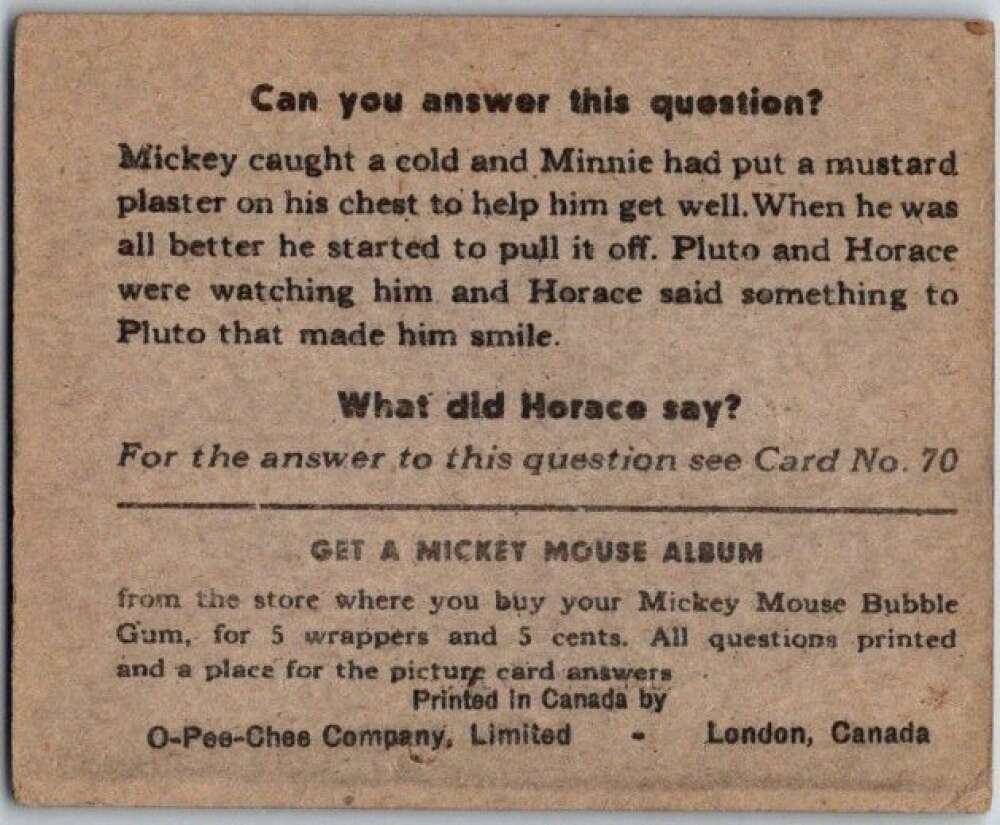 Can you answer this question?
Mickey caught a cold and Minnie had put a mustard
plaster on his chest to help him get well. When he was
all better he started to pull it off. Pluto and Horace
were watching him and Horace said something to
Pluto that made him smile.
What did Horace say?
For the answer to this question see Card No. 70
GET A MICKEY MOUSE ALBUM
from the store where you buy your Mickey Mouse Bubble
Gum, for 5 wrappers and 5 cents. All questions printed
and a place for the picture card answers
Printed in Canada by
O-Pee-Chee Company, Limited - London, Canada